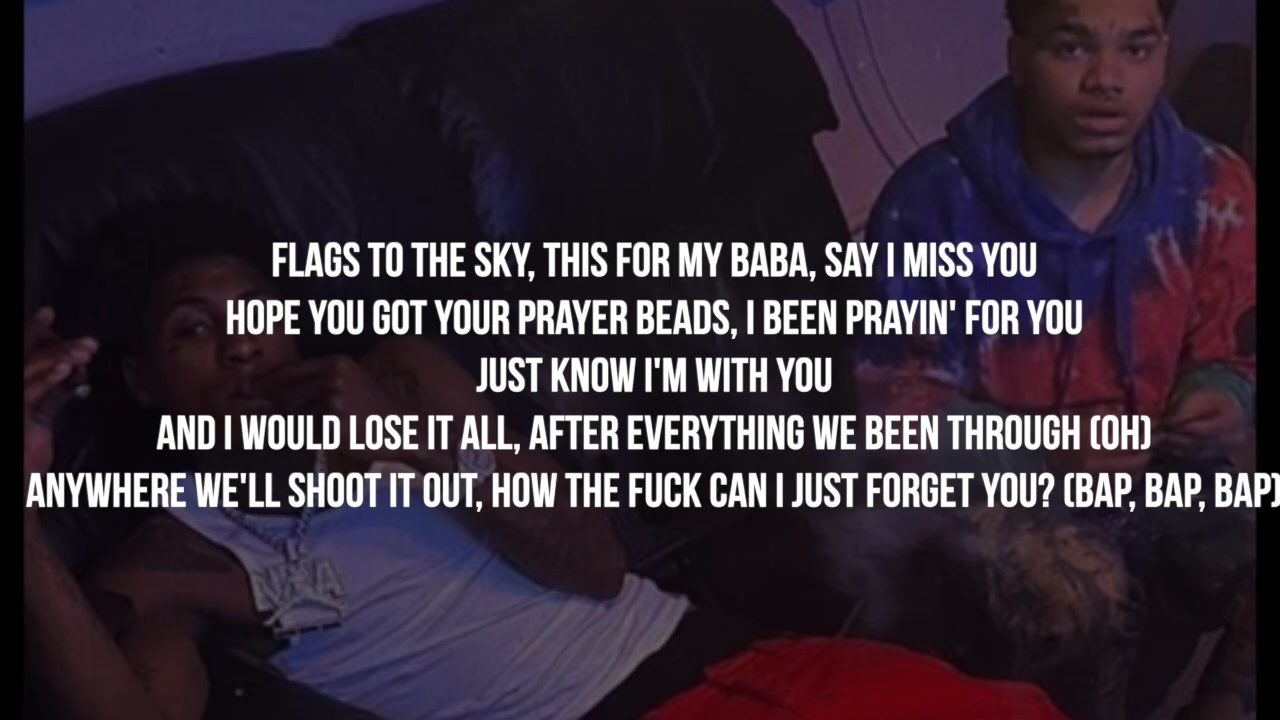 FLAGS TO THE SKY, THIS FOR MY BABA, SAY I MISS YOU
HOPE YOU GOT YOUR PRAYER BEADS, I BEEN PRAYIN' FOR YOU
JUST KNOW I'M WITH YOU
AND I WOULD LOSE IT ALL, AFTER EVERYTHING WE BEEN THROUGH (OH)
ANYWHERE WE'LL SHOOT IT OUT, HOW THE FUCK CAN I JUST FORGET YOU? (BAP, BAP, BAP)